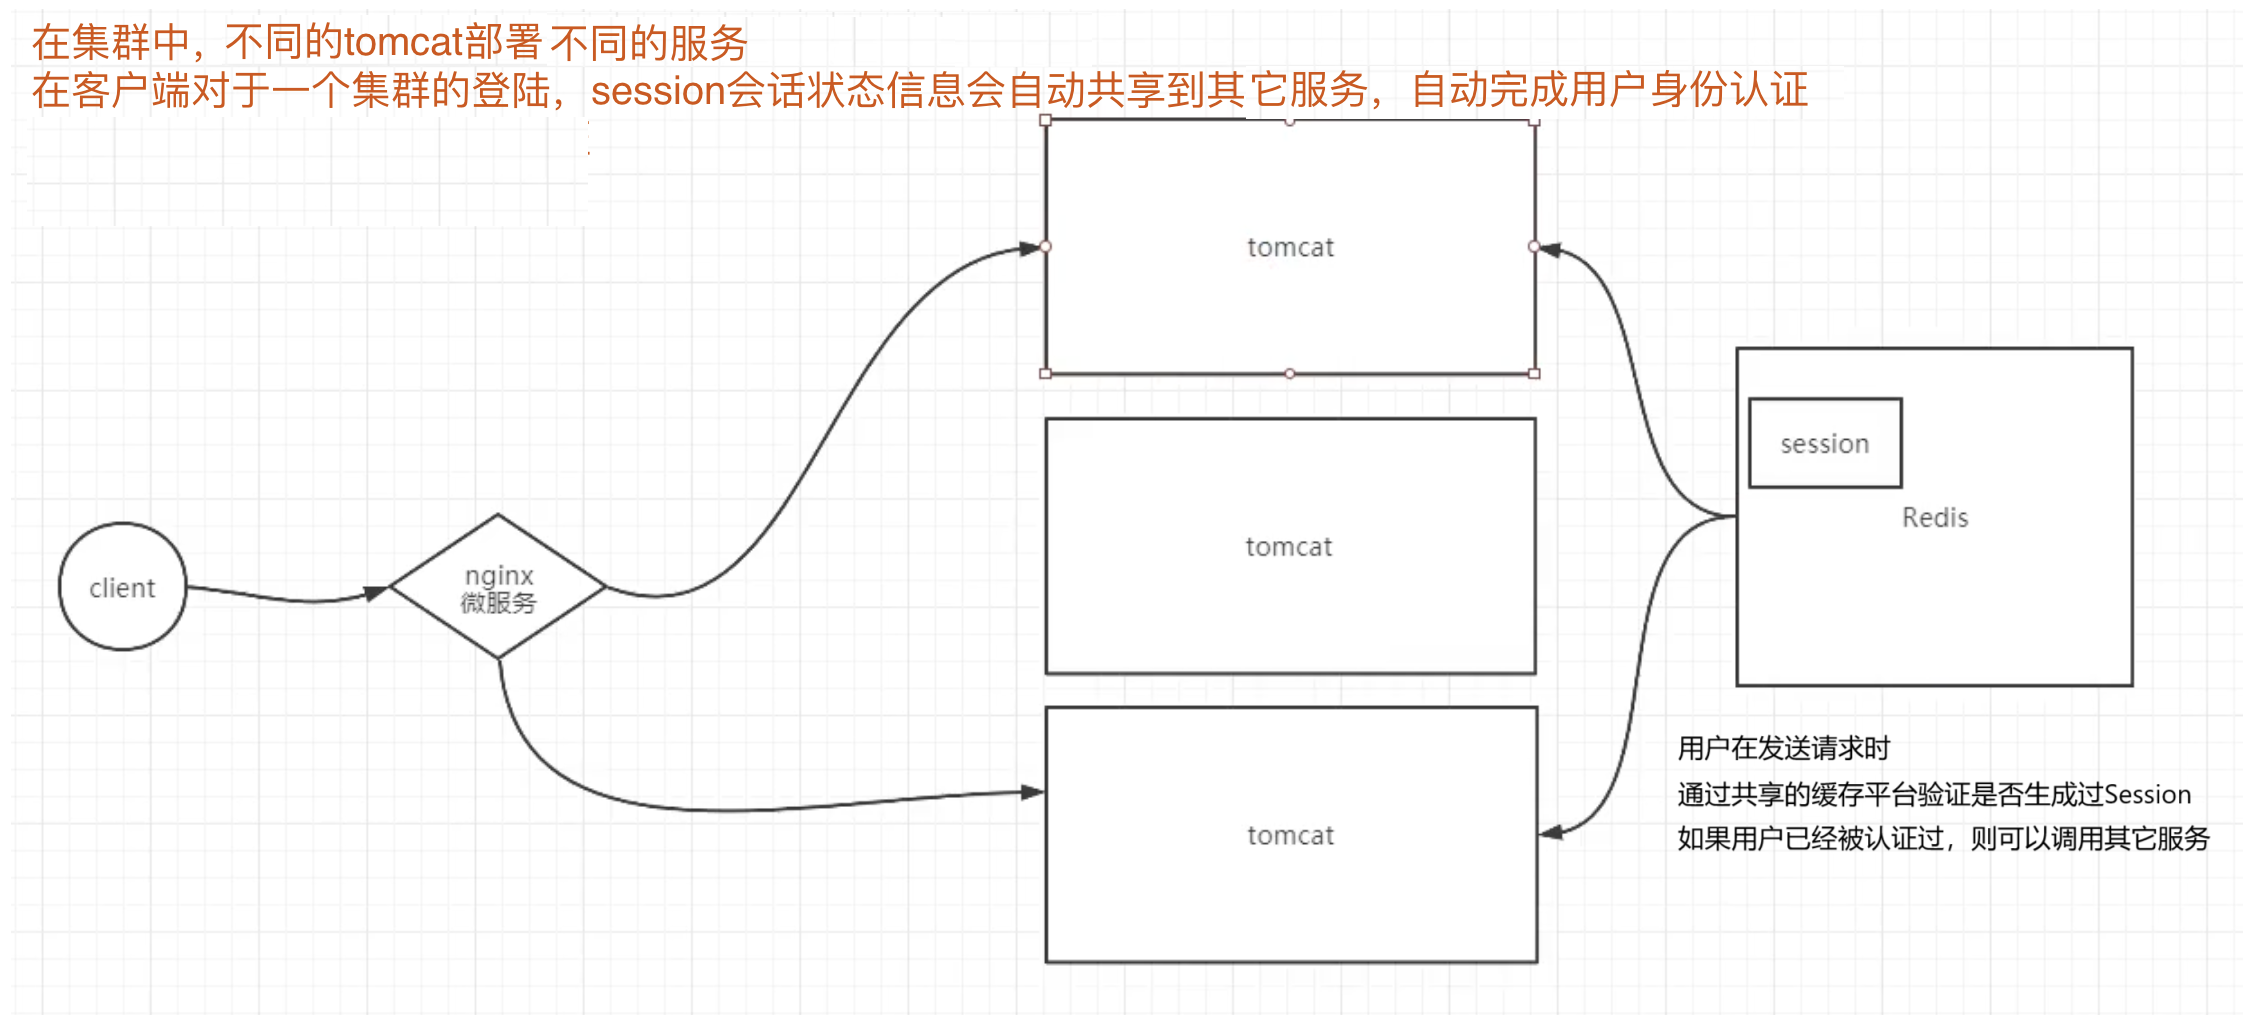 在集群中，不同的tomcat部署不同的服务
在客户端对于一个集群的登陆，session会话状态信息会自动共享到其它服务，自动完成用户身份认证
tomcat
session
Redis
tomcat
client
nginx
微服务
用户在发送请求时
通过共享的缓存平台验证是否生成过Session
如果用户已经被认证过，则可以调用其它服务
tomcat